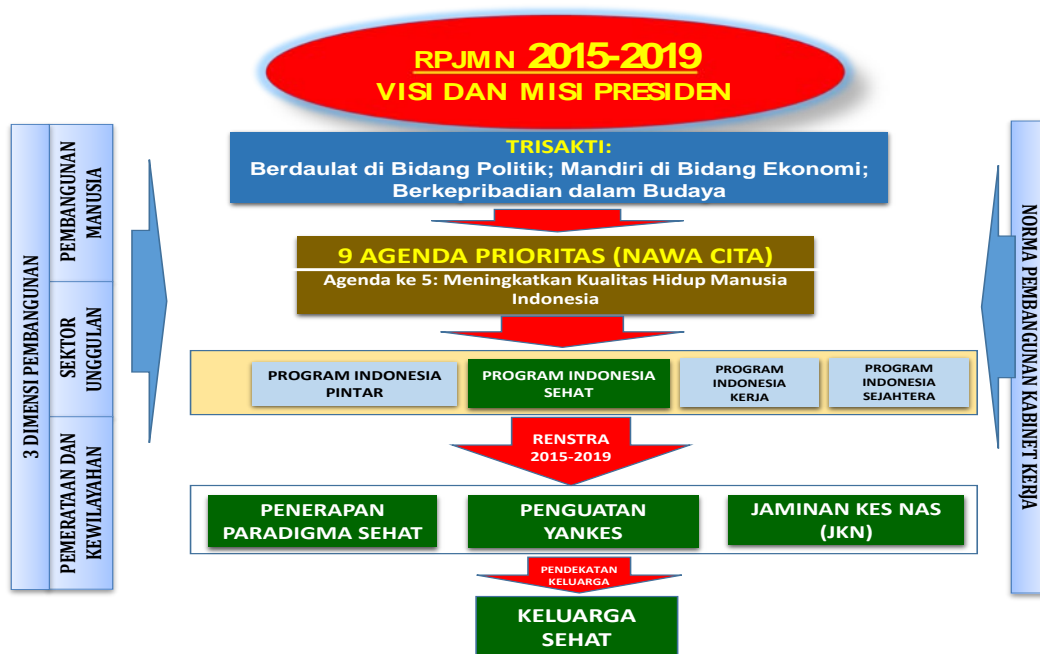 RPJMN 2015-2019
VISI DAN MISI PRESIDEN
TRISAKTI:
Berdaulat di Bidang Politik; Mandiri di Bidang Ekonomi;
Berkepribadian dalam Budaya
9 AGENDA PRIORITAS (NAWA CITA)
Agenda ke 5: Meningkatkan Kualitas Hidup Manusia
Indonesia
PROGRAM INDONESIA
PINTAR
PROGRAM INDONESIA
SEHAT
PROGRAM
INDONESIA
KERJA
PROGRAM
INDONESIA
SEJAHTERA
RENSTRA
2015-2019
PENERAPAN
PARADIGMA SEHAT
PENGUATAN
YANKES
JAMINAN KES NAS
(JKN)
PENDEKATAN
KELUARGA
KELUARGA
SEHAT
3 DIMENSI PEMBANGUNAN
PEMBANGUNAN
MANUSIA
SEKTOR
UNGGULAN
PEMERATAAN DAN
KEWILAYAHAN
NORMA PEMBANGUNAN KABINET KERJA